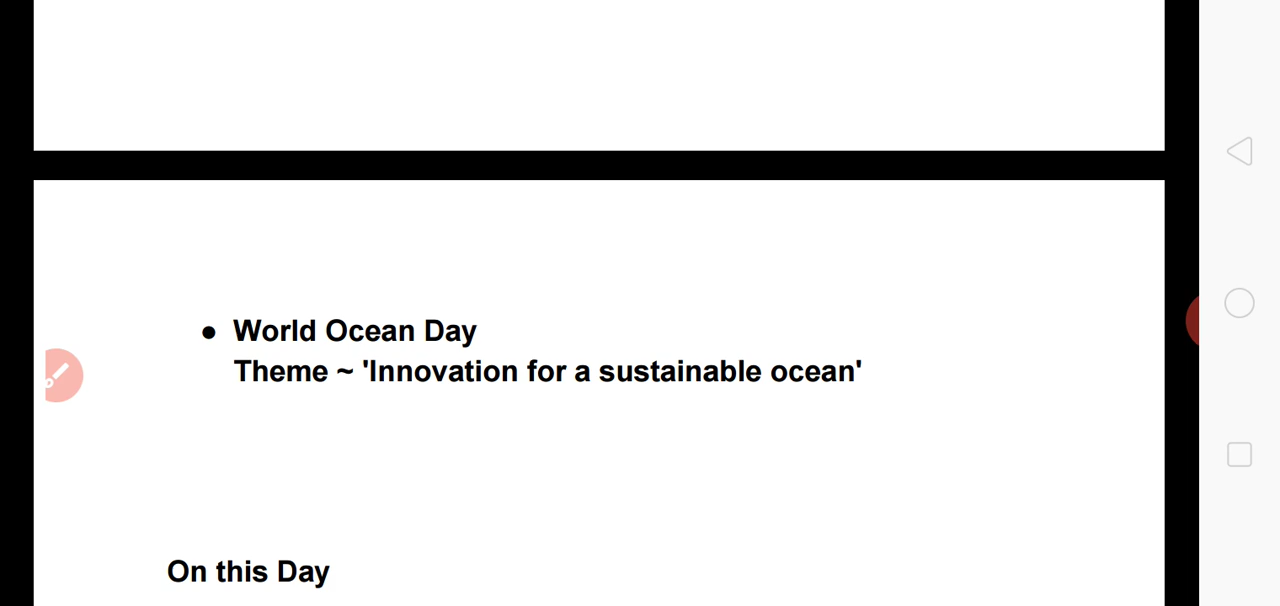 ● World Ocean Day
Theme ~ 'Innovation for a sustainable ocean'
On this Day